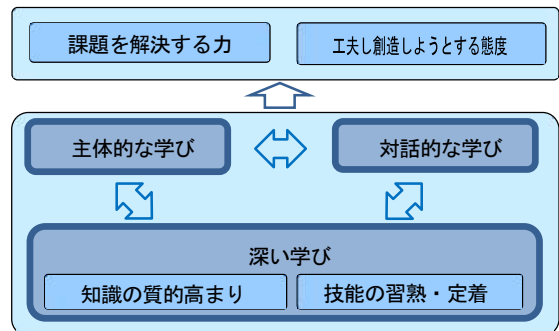 課題を解決する力
工夫し創造しようとする態度
主体的な学び
対話的な学び
深い学び
知識の質的高まり
技能の習熟・定着